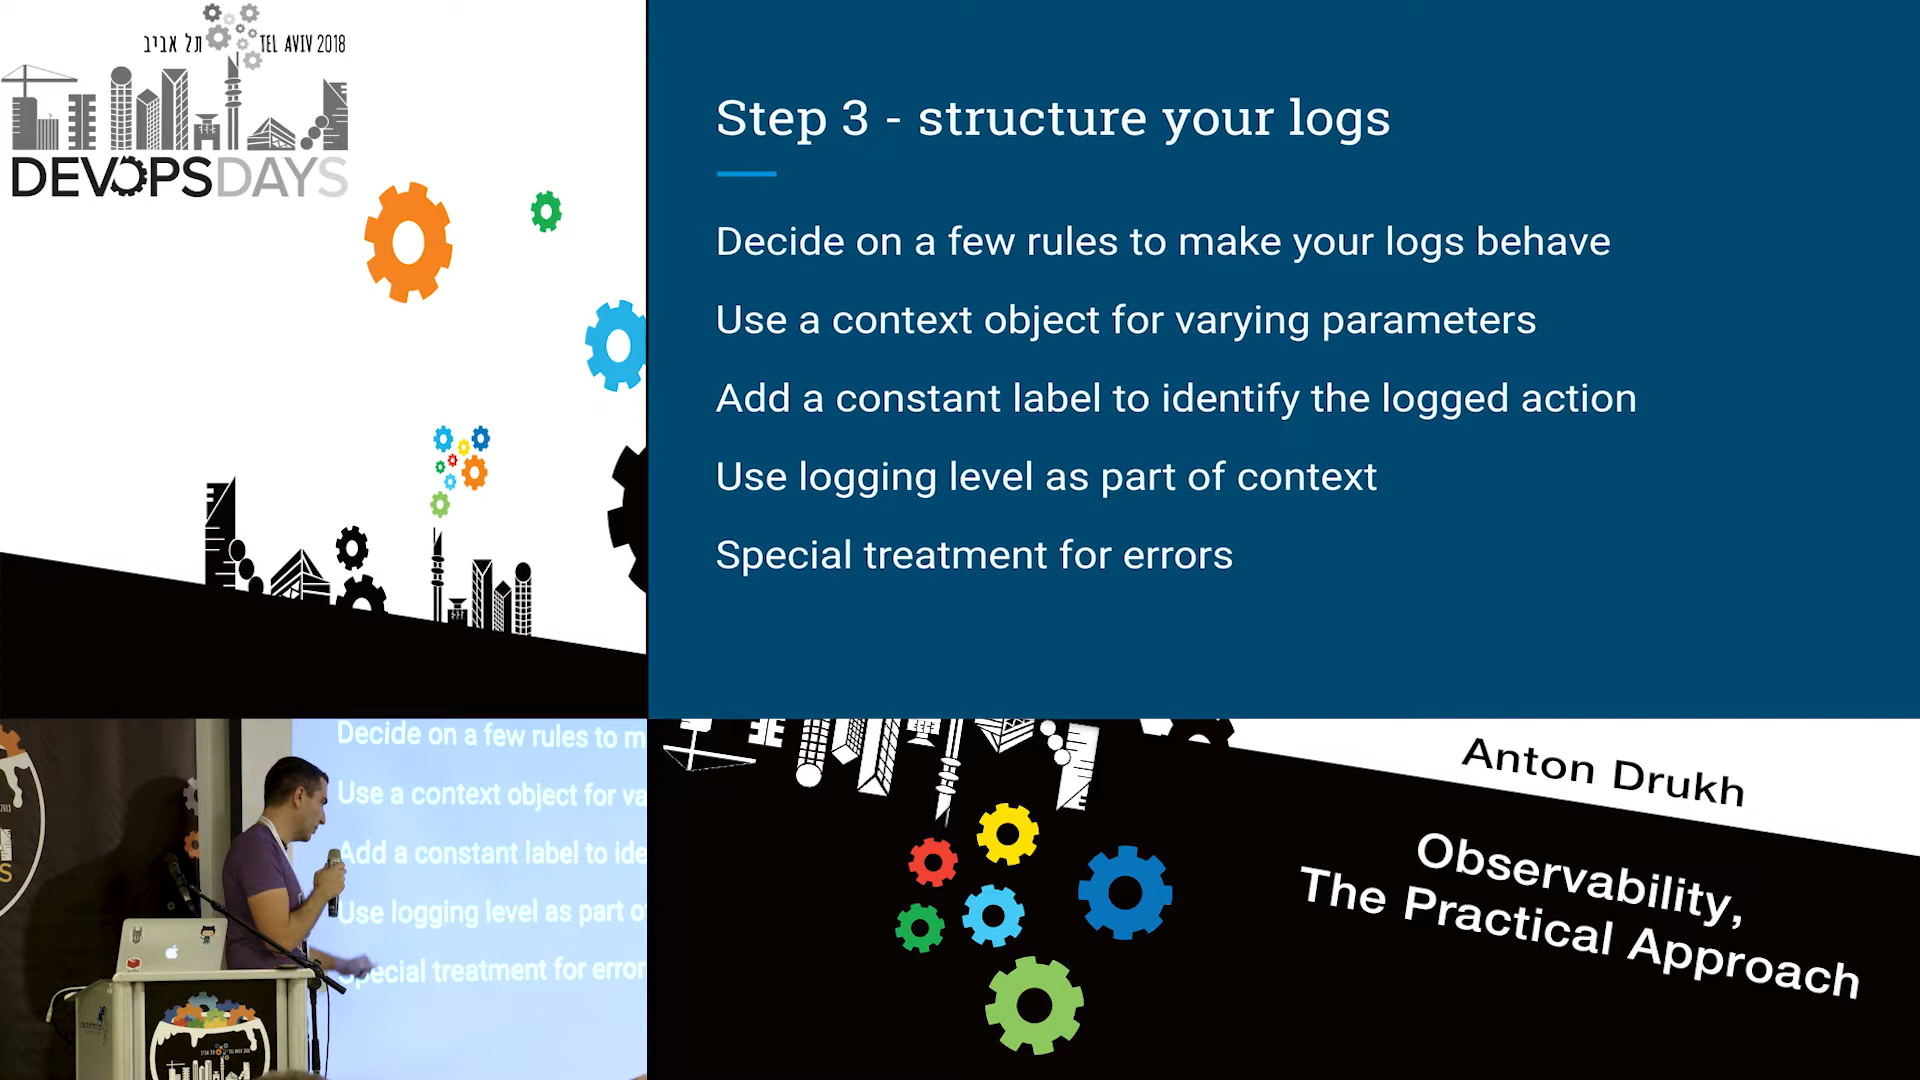 תל אביב TEL AVIV 2018
DEVOPSDAYS
Step 3 - structure your logs
Decide on a few rules to make your logs behave
Use a context object for varying parameters
Add a constant label to identify the logged action
Use logging level as part of context
Special treatment for errors
Decide on a few rules to m
Use a context object for va
Add a constant label to ide
Use logging level as part o
Special treatment for error
Anton Drukh
Observability,
The Practical Approach